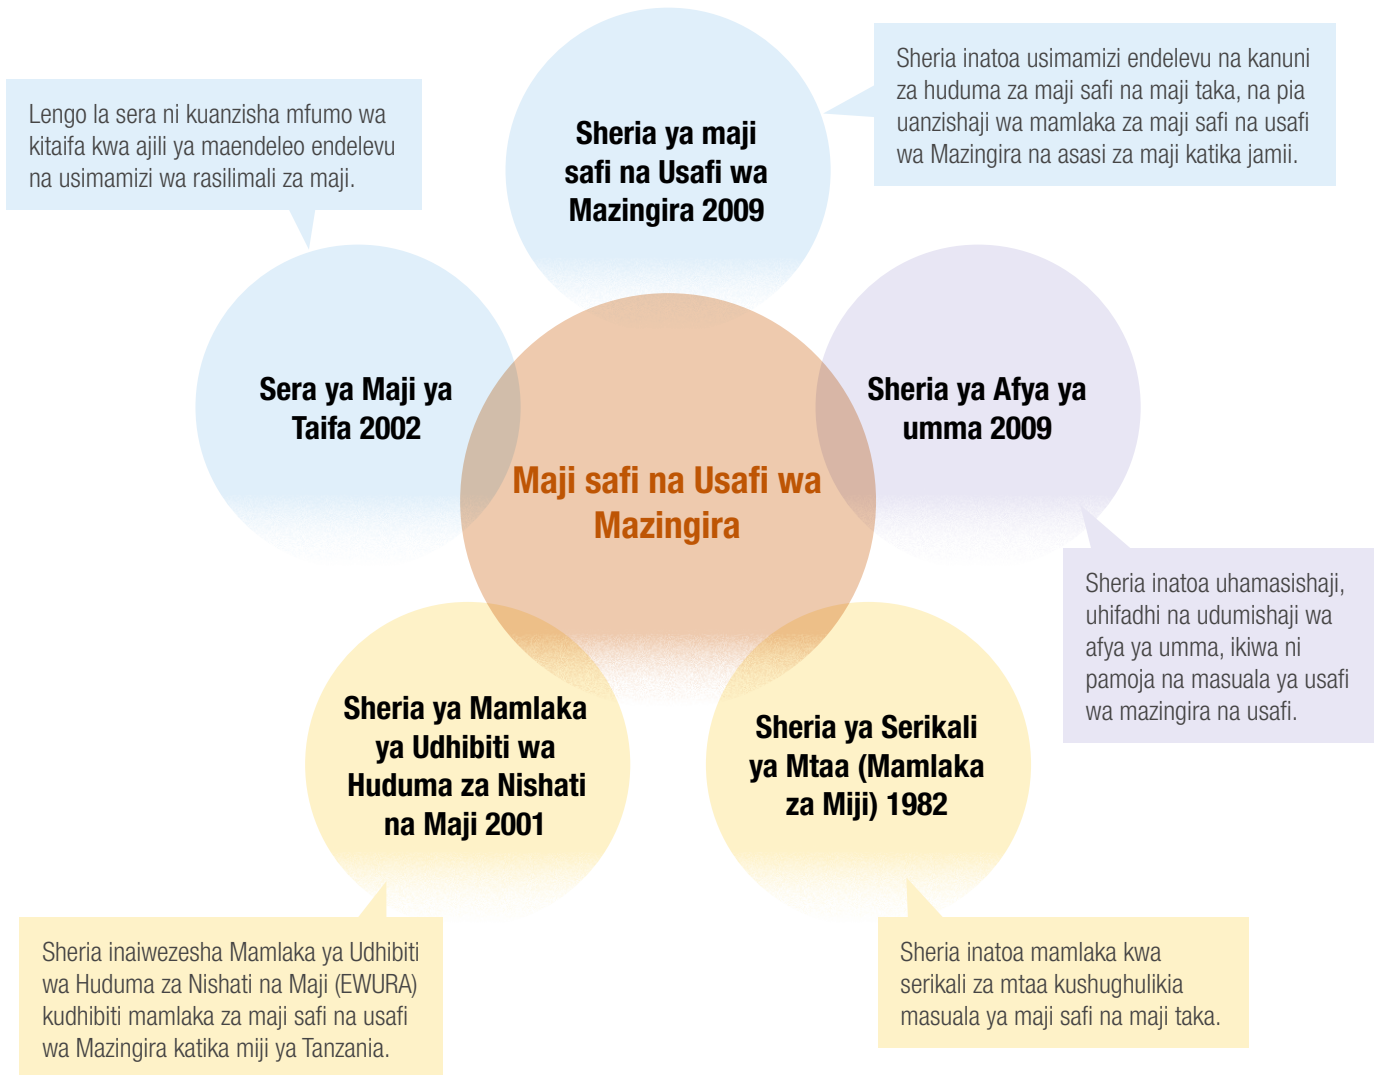 Sheria inatoa usimamizi endelevu na kanuni
za huduma za maji safi na maji taka, na pia
uanzishaji wa mamlaka za maji safi na usafi
wa Mazingira na asasi za maji katika jamii.
Lengo la sera ni kuanzisha mfumo wa
kitaifa kwa ajili ya maendeleo endelevu
na usimamizi wa rasilimali za maji.
Sheria ya maji
safi na Usafi wa
Mazingira 2009
Sera ya Maji ya
Taifa 2002
Sheria ya Afya ya
umma 2009
Maji safi na Usafi wa
Mazingira
Sheria inatoa uhamasishaji,
uhifadhi na udumishaji wa
afya ya umma, ikiwa ni
pamoja na masuala ya usafi
wa mazingira na usafi.
Sheria ya Mamlaka
ya Udhibiti wa
Huduma za Nishati
na Maji 2001
Sheria ya Serikali
ya Mtaa (Mamlaka
za Miji) 1982
Sheria inaiwezesha Mamlaka ya Udhibiti
wa Huduma za Nishati na Maji (EWURA)
kudhibiti mamlaka za maji safi na usafi
wa Mazingira katika miji ya Tanzania.
Sheria inatoa mamlaka kwa
serikali za mtaa kushughulikia
masuala ya maji safi na maji taka.